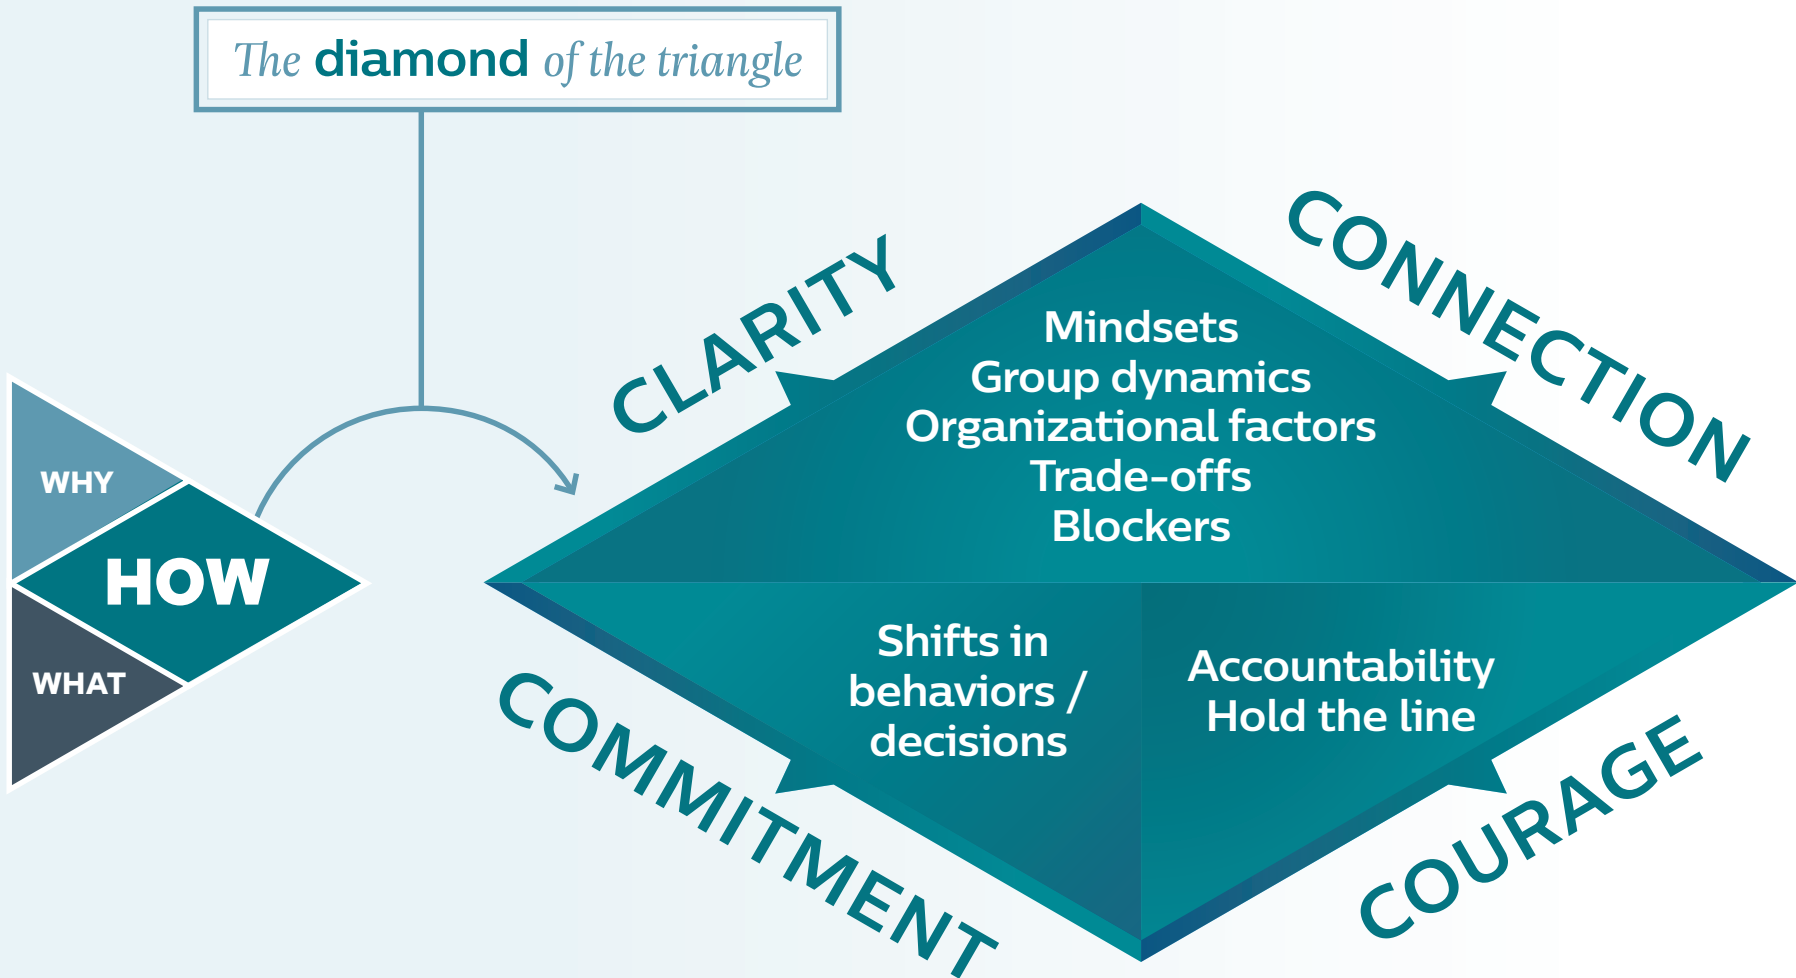 The diamond of the triangle
WHY
HOW
WHAT
CLARITY
CONNECTION
Mindsets
Group dynamics
Organizational factors
Trade-offs
Blockers
Shifts in
behaviors /
decisions
Accountability
Hold the line
COMMITMENT
COURAGE